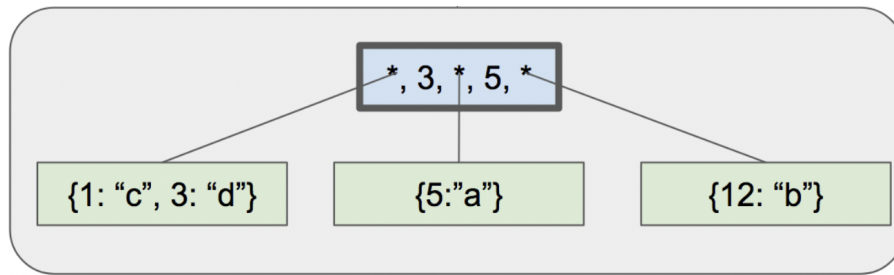 *, 3, *, 5, *
{1: “c”, 3: “d”}
{5:”a”}
{12: “b”}